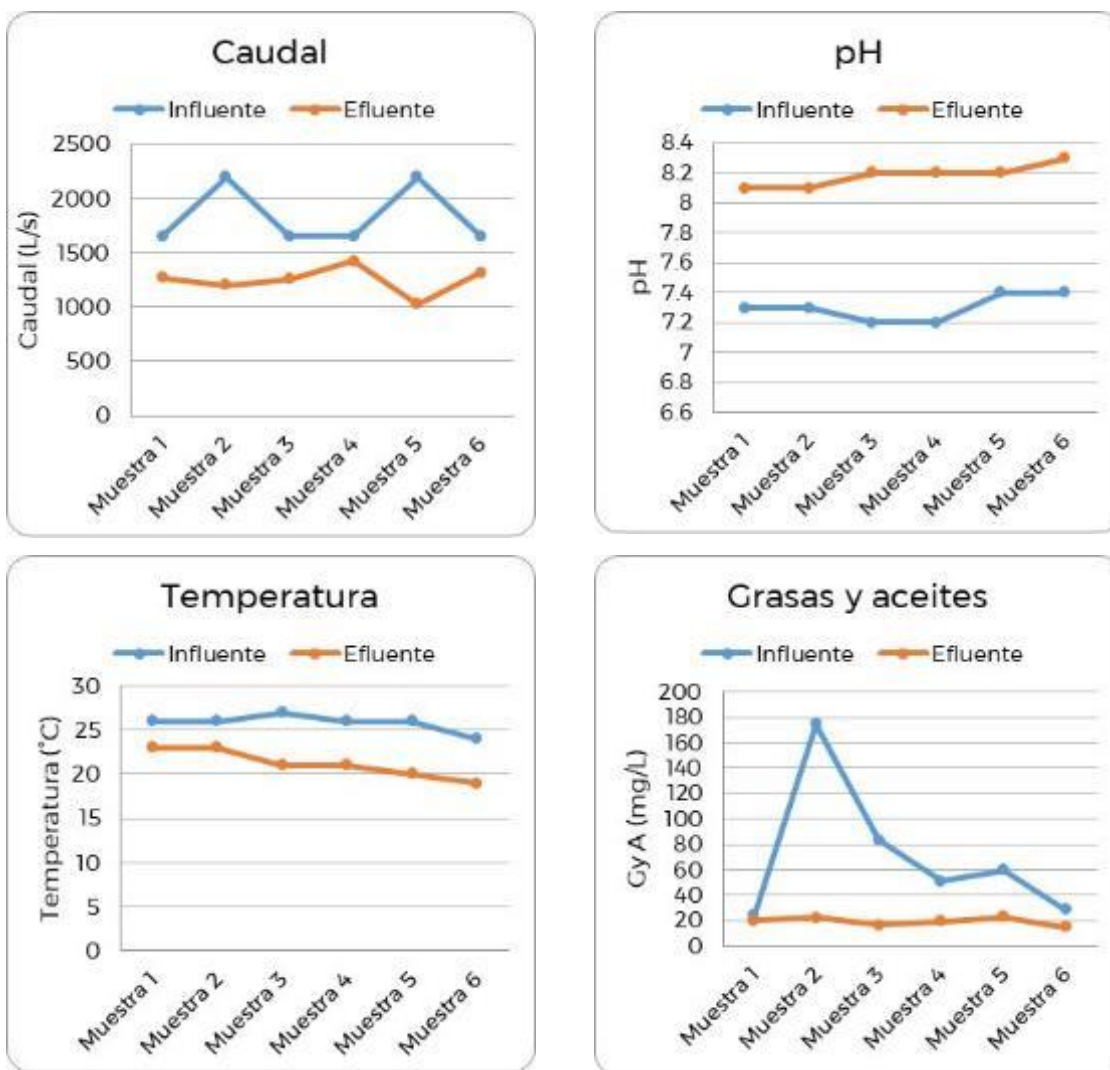 Caudal
Influente Efluente
Caudal (L/s)
2500
2000
1500
1000
500
0
Muestra 1
Muestra 2
Muestra 3
Muestra 4
Muestra 5
Muestra 6
pH
Influente Efluente
pH
8.4
8.2
8
7.8
7.6
7.4
7.2
7
6.8
6.6
Muestra 1
Muestra 2
Muestra 3
Muestra 4
Muestra 5
Muestra 6
Temperatura
Influente Efluente
Temperatura (°C)
30
25
20
15
10
5
0
Muestra 1
Muestra 2
Muestra 3
Muestra 4
Muestra 5
Muestra 6
Grasas y aceites
Influente Efluente
Gy A (mg/L)
200
180
160
140
120
100
80
60
40
20
0
Muestra 1
Muestra 2
Muestra 3
Muestra 4
Muestra 5
Muestra 6